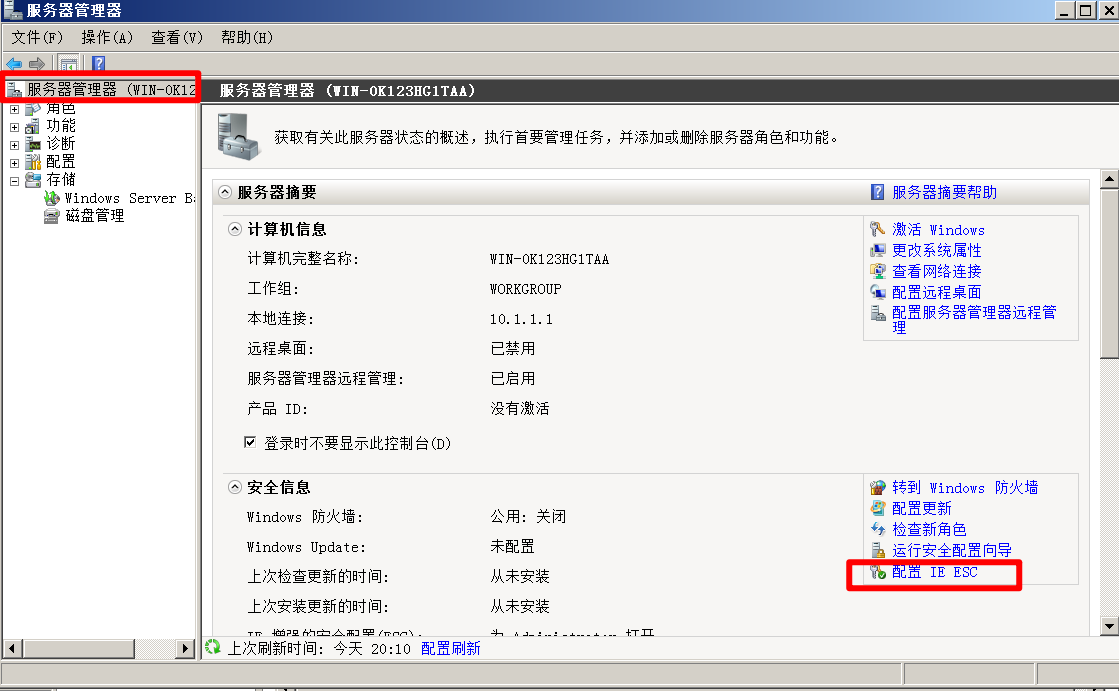 服务器管理器
文件(F) 操作(A) 查看(V) 帮助(H)
服务器管理器 (WIN-0K12
角色
功能
诊断
配置
存储
Windows Server B
磁盘管理
服务器管理器 (WIN-0K123HG1TAA)
获取有关此服务器状态的概述，执行首要管理任务，并添加或删除服务器角色和功能。
服务器摘要
服务器摘要帮助
计算机信息
计算机完整名称: WIN-0K123HG1TAA
工作组: WORKGROUP
本地连接: 10.1.1.1
远程桌面: 已禁用
服务器管理器远程管理: 已启用
产品 ID: 没有激活
登录时不要显示此控制台(D)
激活 Windows
更改系统属性
查看网络连接
配置远程桌面
配置服务器管理器远程管
理
安全信息
Windows 防火墙: 公用: 关闭
Windows Update: 未配置
上次检查更新的时间: 从未安装
上次安装更新的时间: 从未安装
IE 增强的安全配置(ESC): 为 Administrator 打开
转到 Windows 防火墙
配置更新
检查新角色
运行安全配置向导
配置 IE ESC
上次刷新时间: 今天 20:10 配置刷新